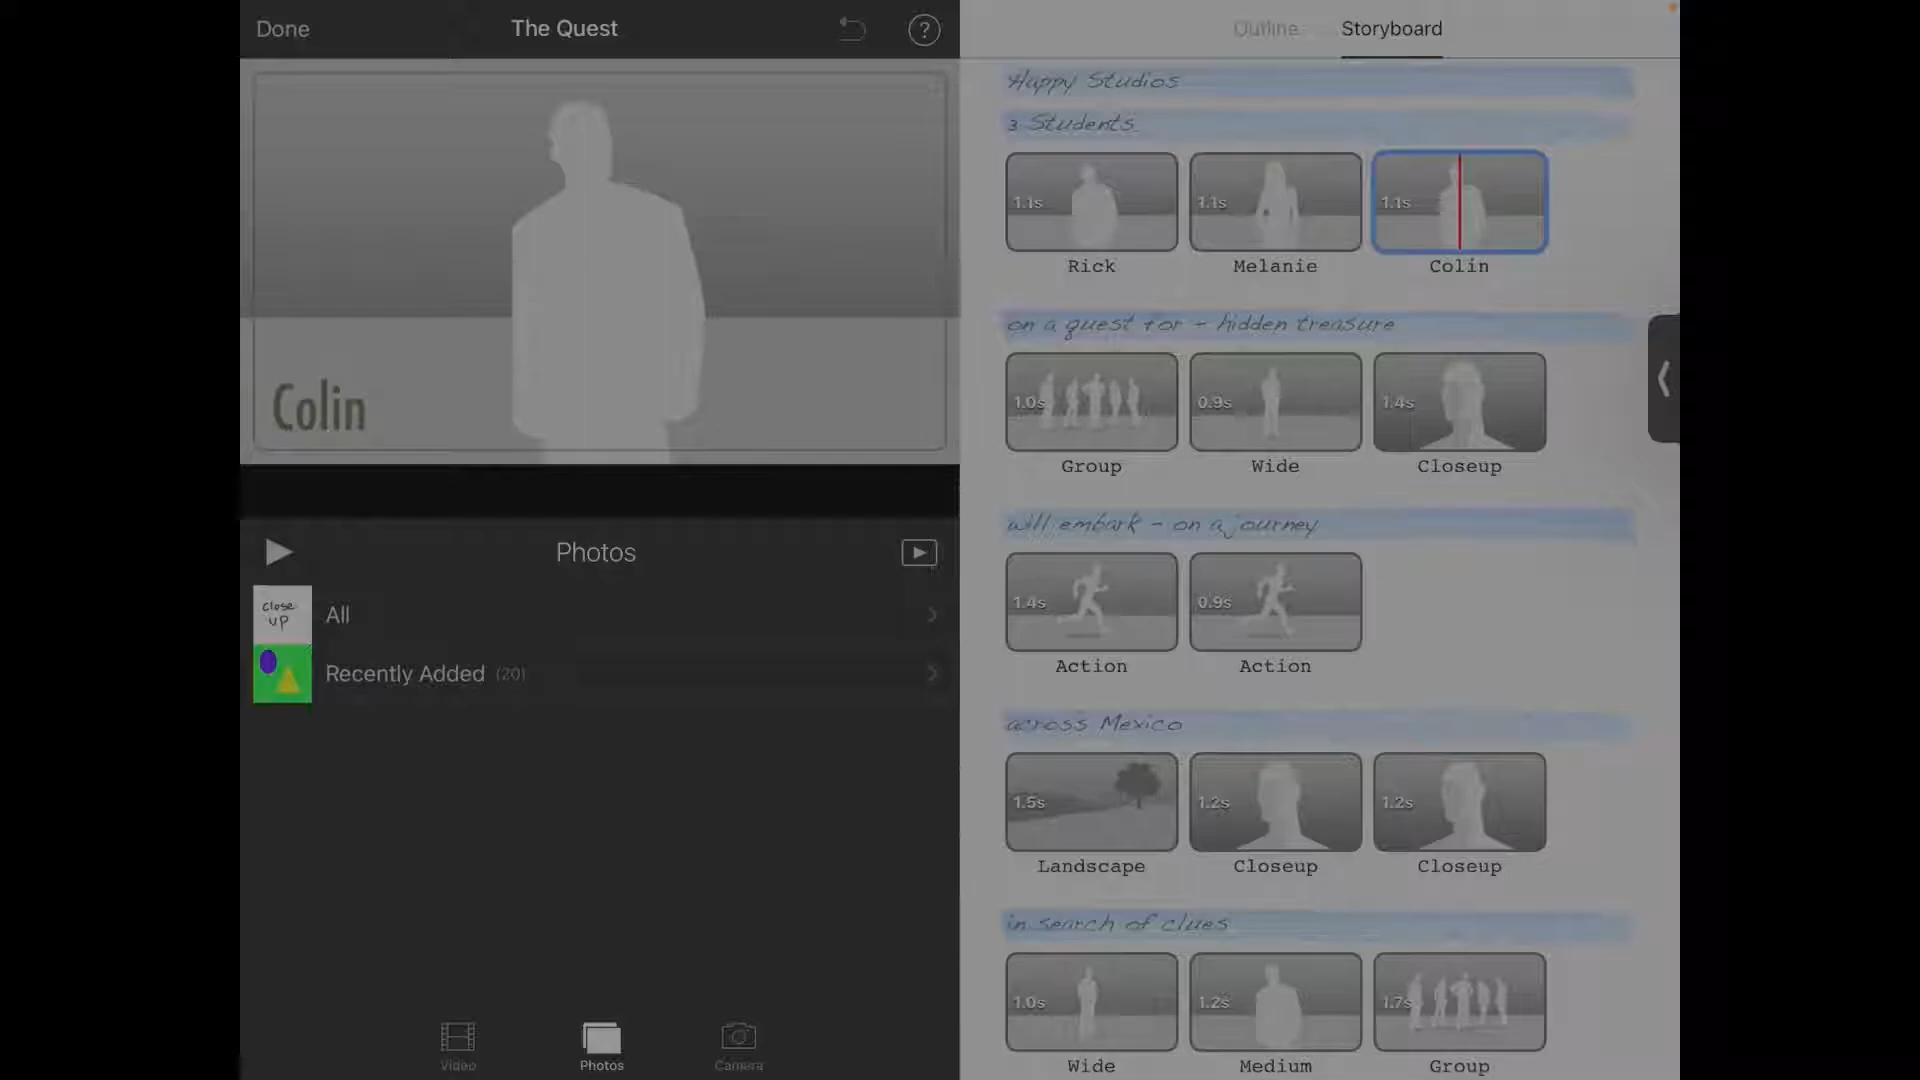 Done
The Quest
?
Colin
Photos
close
up
All
Recently Added (20)
Video
Photos
Camera
Outline
Storyboard
Happy Studios
3 Students
1.1s
1.1s
1.1s
Rick
Melanie
Colin
on a quest for - hidden treasure
1.0s
0.9s
1.4s
Group
Wide
Closeup
will embark - on a journey
1.4s
0.9s
Action
Action
across Mexico
1.5s
1.2s
1.2s
Landscape
Closeup
Closeup
in search of clues
1.0s
1.2s
1.7s
Wide
Medium
Group